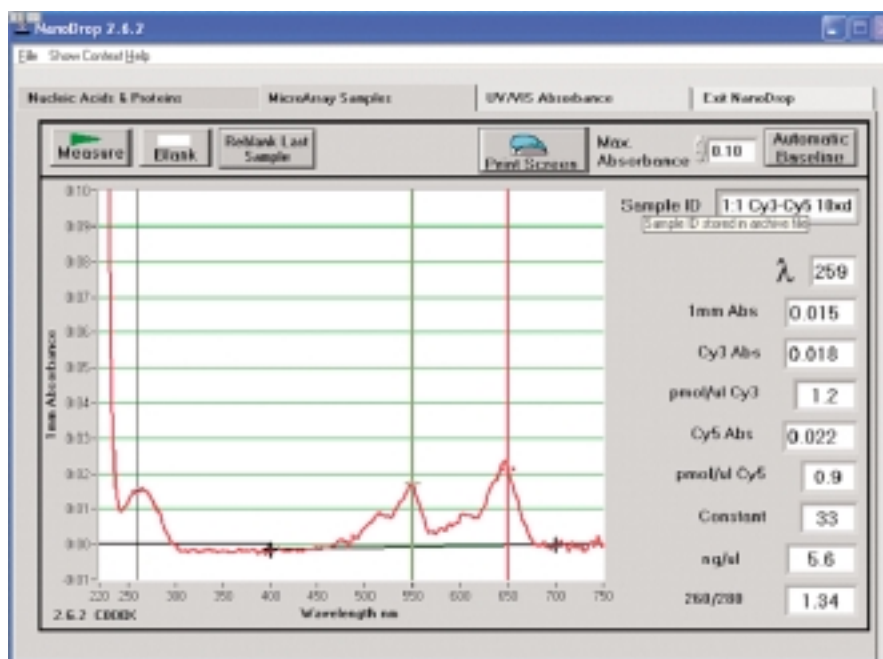 NanoDrop 2.6.2
File Show Context Help
Nucleic Acids & Proteins MicroArray Samples UV/VIS Absorbance Exit NanoDrop
Measure Blank Reblank Last Sample Print Screen Max. Absorbance 0.10 Automatic Baseline
Sample ID 1:1 Cy3-Cy5 10xd
Sample ID stored in archive file
λ 259
1mm Abs 0.015
Cy3 Abs 0.018
pmol/ul Cy3 1.2
Cy5 Abs 0.022
pmol/ul Cy5 0.9
Constant 33
ng/ul 5.6
260/280 1.34
1mm Absorbance
0.10
0.09
0.08
0.07
0.06
0.05
0.04
0.03
0.02
0.01
0.00
-0.01
220 250 300 350 400 450 500 550 600 650 700 750
Wavelength nm
2.6.2